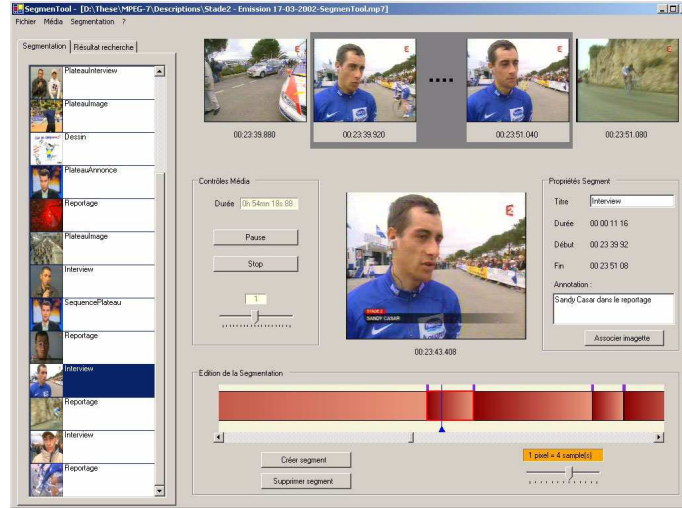 SegmenTool - [D:\These\MPEG-7\Descriptions\Stade2 - Emission 17-03-2002-SegmenTool.mp7]
Fichier Média Segmentation ?
Segmentation Résultat recherche
PlateauInterview
PlateauImage
Dessin
PlateauAnnonce
Reportage
PlateauImage
Interview
SequencePlateau
Reportage
Interview
Reportage
Interview
Reportage
00:23:39.880
00:23:39.920
....
00:23:51.040
00:23:51.080
Contrôles Média
Durée 0h 54mn 18s 08
Pause
Stop
1
STADE2
SANDY CASAR
00:23:43.408
Propriétés Segment
Titre Interview
Durée 00 00 11 16
Début 00 23 39 92
Fin 00 23 51 08
Annotation :
Sandy Casar dans le reportage
Associer imagette
Edition de la Segmentation
Créer segment
Supprimer segment
1 pixel = 4 sample(s)